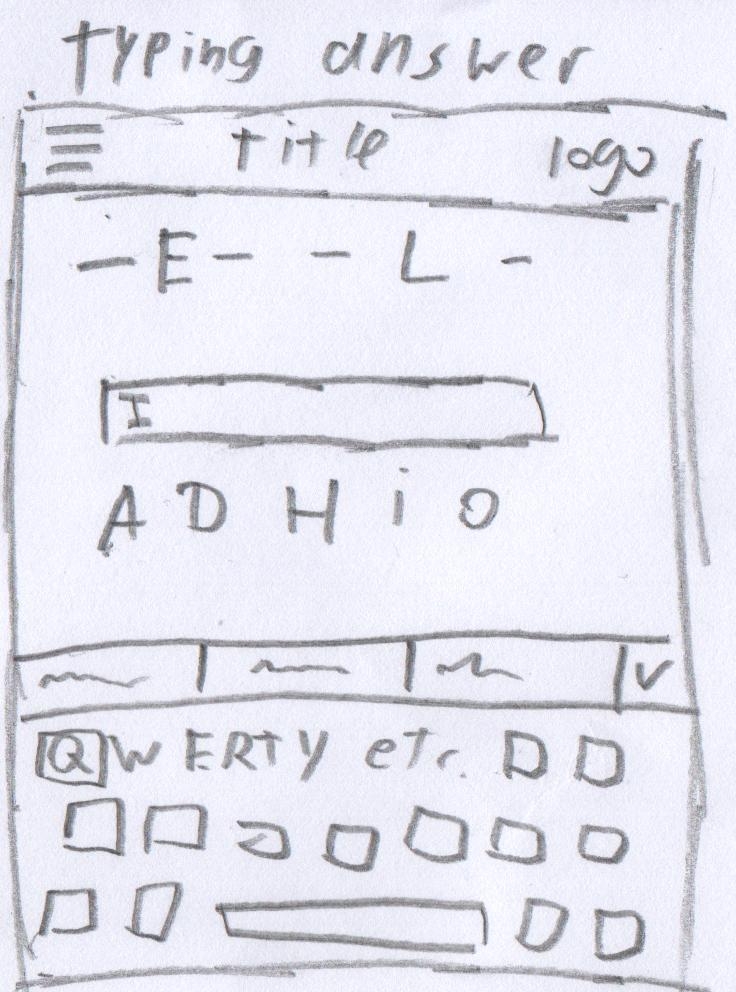 typing answer
title logo
– E – – L –
I
A D H i O
Q W E R T Y etc.